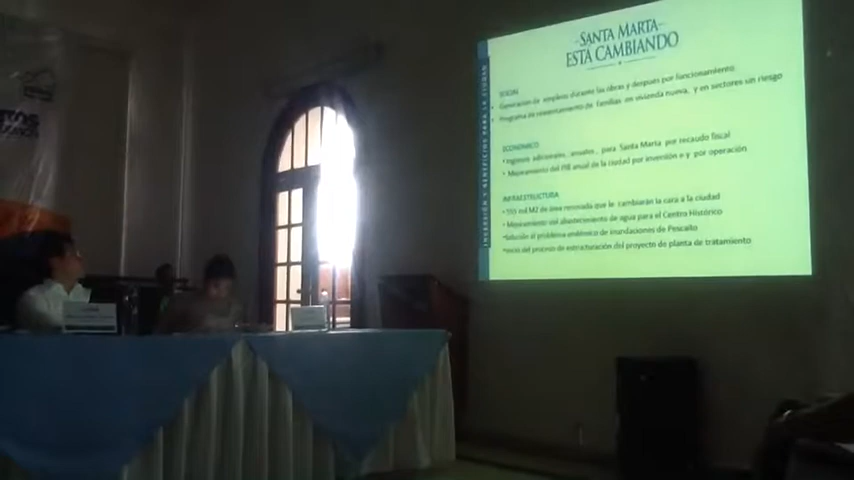 SANTA MARTA
ESTÁ CAMBIANDO
INVERSIÓN Y BENEFICIOS PARA LA CIUDAD
SOCIAL
Generación de empleos durante las obras y después por funcionamiento
Programa de reasentamiento de familias en vivienda nueva, y en sectores sin riesgo
ECONOMICO
Ingresos adicionales anuales, para Santa Marta por recaudo fiscal
Mejoramiento del PIB anual de la ciudad por inversión e y por operación
INFRAESTRUCTURA
mil M2 de área renovada que le cambiarán la cara a la ciudad
Mejoramiento del abastecimiento de agua para el Centro Histórico
Solución al problema endémico de inundaciones de Pescaito
Inicio del proceso de estructuración del proyecto de planta de tratamiento